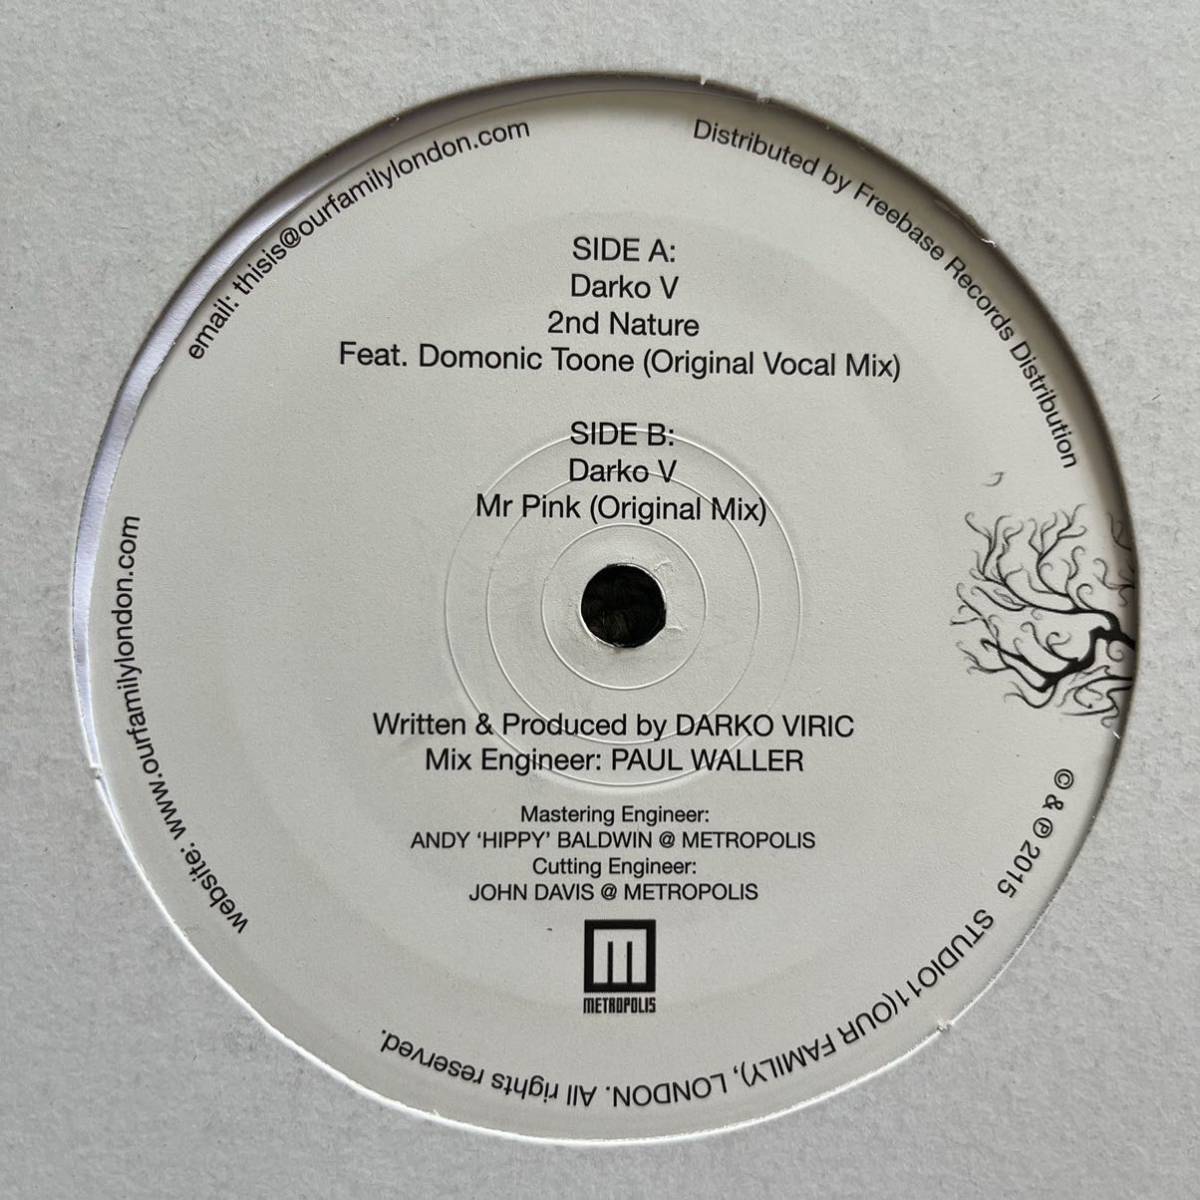 email: thisis@ourfamilylondon.com
Distributed by Freebase Records Distribution
SIDE A:
Darko V
2nd Nature
Feat. Domonic Toone (Original Vocal Mix)
SIDE B:
Darko V
Mr Pink (Original Mix)
website: www.ourfamilylondon.com
Written & Produced by DARKO VIRIC
Mix Engineer: PAUL WALLER
Mastering Engineer:
ANDY ‘HIPPY’ BALDWIN @ METROPOLIS
Cutting Engineer:
JOHN DAVIS @ METROPOLIS
METROPOLIS
© & ℗ 2015 STUDIO11(OUR FAMILY), LONDON. All rights reserved.